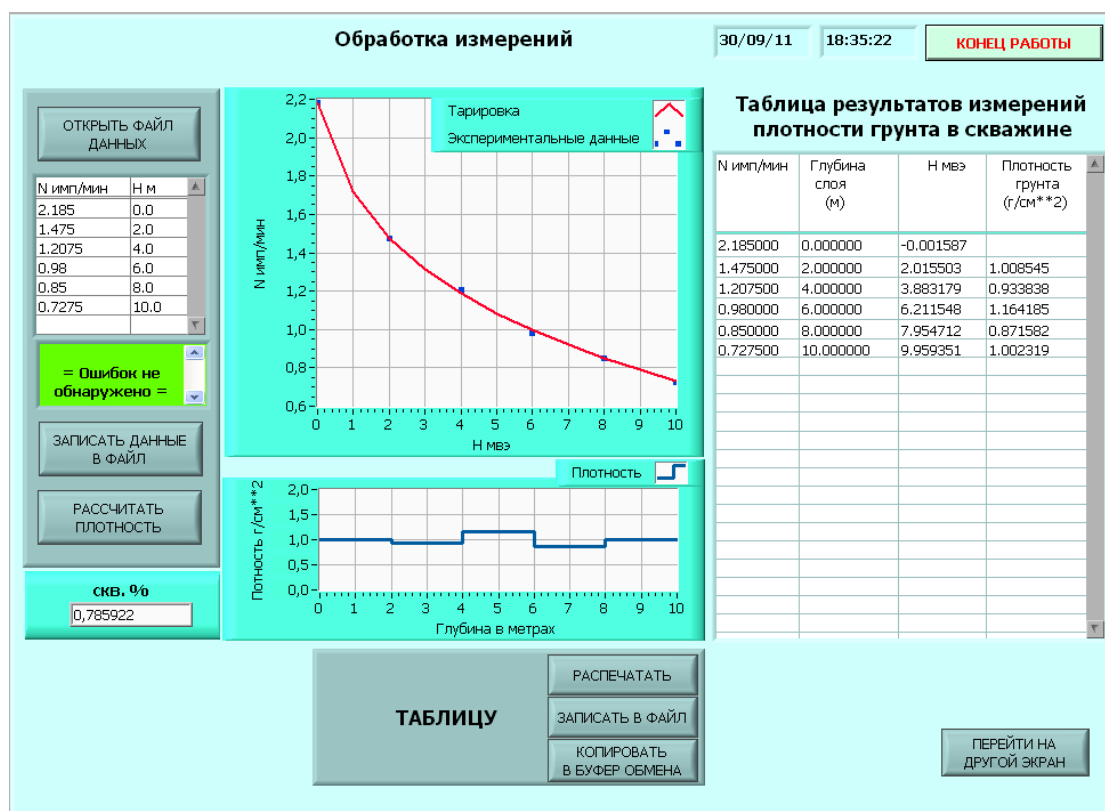 Обработка измерений
30/09/11
18:35:22
КОНЕЦ РАБОТЫ
ОТКРЫТЬ ФАЙЛ
ДАННЫХ
N имп/мин H м
2.185 0.0
1.475 2.0
1.2075 4.0
0.98 6.0
0.85 8.0
0.7275 10.0
= Ошибок не
обнаружено =
ЗАПИСАТЬ ДАННЫЕ
В ФАЙЛ
РАССЧИТАТЬ
ПЛОТНОСТЬ
скв. %
0,785922
Тарировка
Экспериментальные данные
N имп/мин
2,2
2,0
1,8
1,6
1,4
1,2
1,0
0,8
0,6
0 1 2 3 4 5 6 7 8 9 10
Н мвэ
Плотность
Потность г/см**2
2,0
1,5
1,0
0,5
0,0
0 1 2 3 4 5 6 7 8 9 10
Глубина в метрах
Таблица результатов измерений
плотности грунта в скважине
N имп/мин Глубина Н мвэ Плотность
слоя грунта
(м) (г/см**2)
2.185000 0.000000 -0.001587
1.475000 2.000000 2.015503 1.008545
1.207500 4.000000 3.883179 0.933838
0.980000 6.000000 6.211548 1.164185
0.850000 8.000000 7.954712 0.871582
0.727500 10.000000 9.959351 1.002319
ТАБЛИЦУ
РАСПЕЧАТАТЬ
ЗАПИСАТЬ В ФАЙЛ
КОПИРОВАТЬ
В БУФЕР ОБМЕНА
ПЕРЕЙТИ НА
ДРУГОЙ ЭКРАН